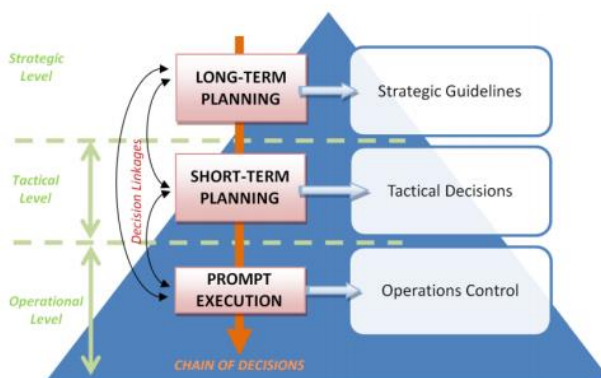 Strategic
Level
LONG-TERM
PLANNING
Strategic Guidelines
Decision Linkages
Tactical
Level
SHORT-TERM
PLANNING
Tactical Decisions
Operational
Level
PROMPT
EXECUTION
Operations Control
CHAIN OF DECISIONS